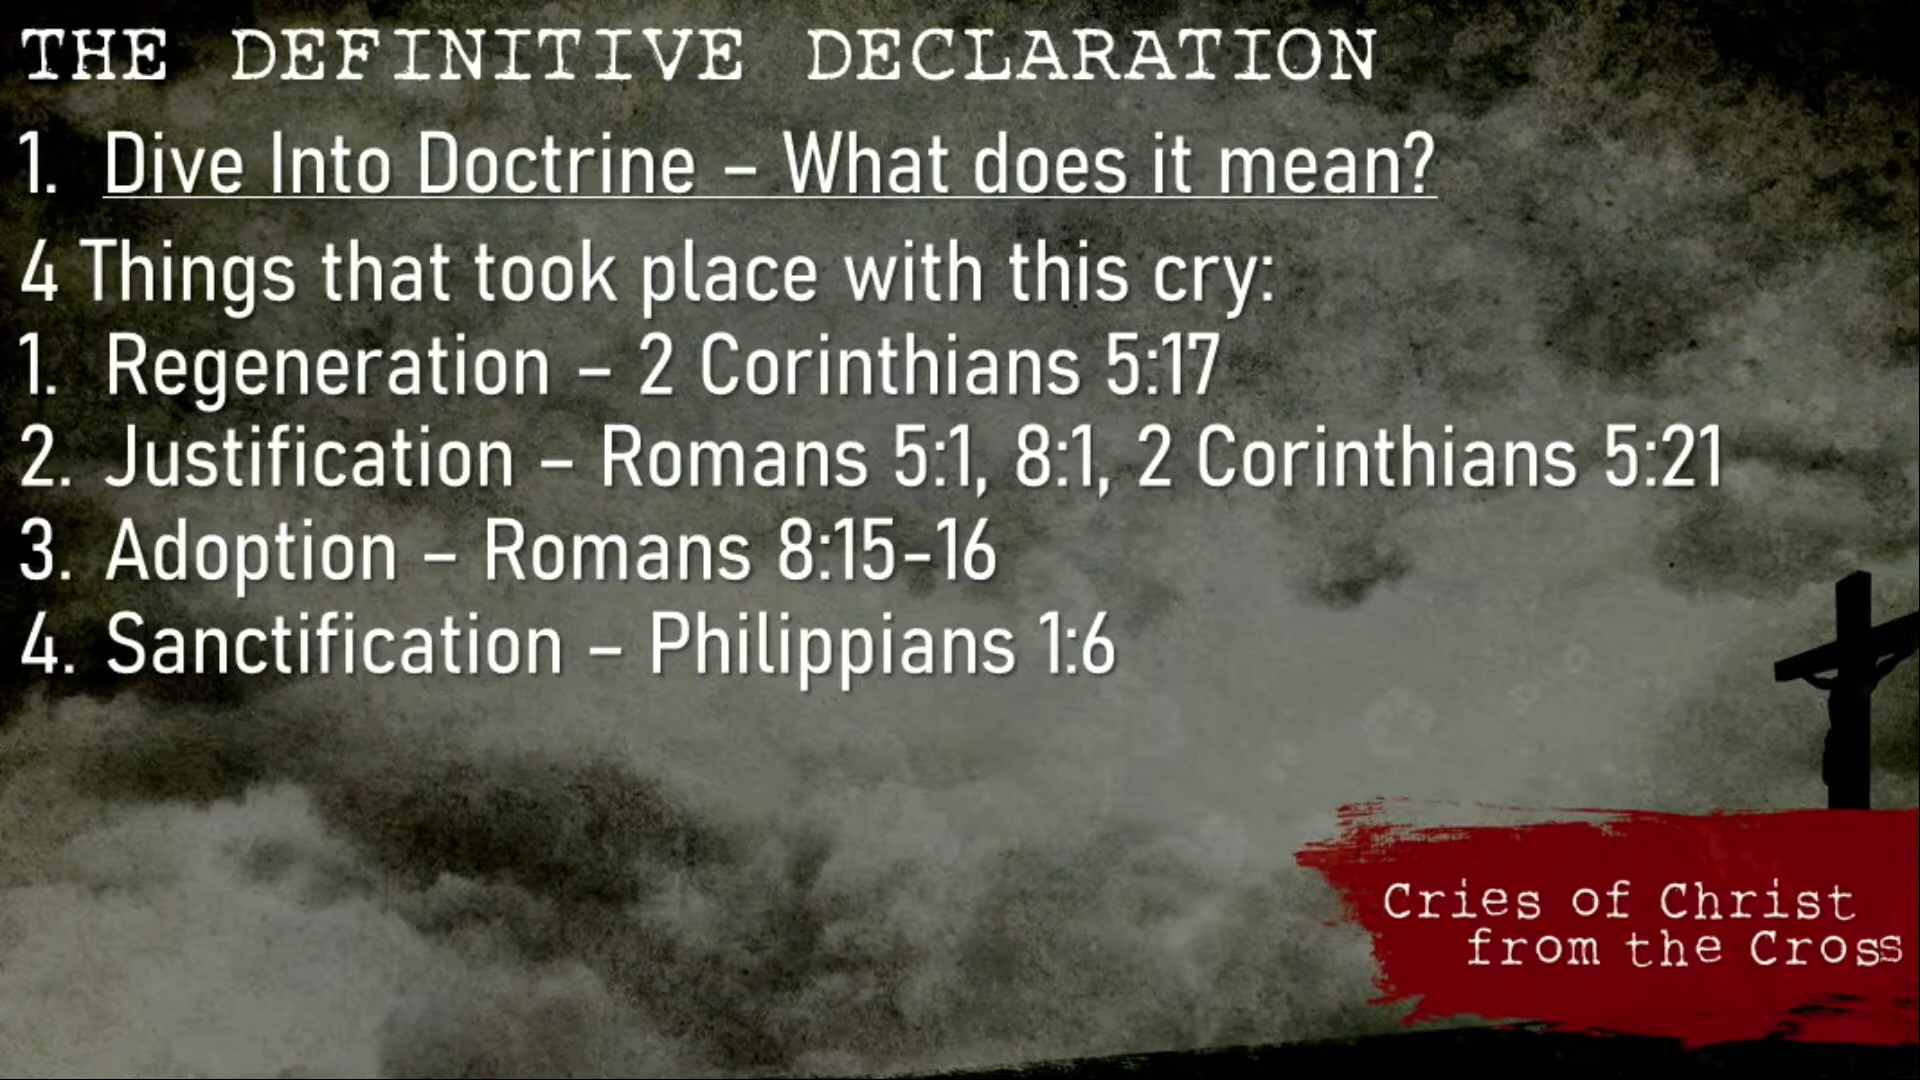 THE DEFINITIVE DECLARATION
1. Dive Into Doctrine – What does it mean?
4 Things that took place with this cry:
1. Regeneration – 2 Corinthians 5:17
2. Justification – Romans 5:1, 8:1, 2 Corinthians 5:21
3. Adoption – Romans 8:15-16
4. Sanctification – Philippians 1:6
Cries of Christ
from the Cross